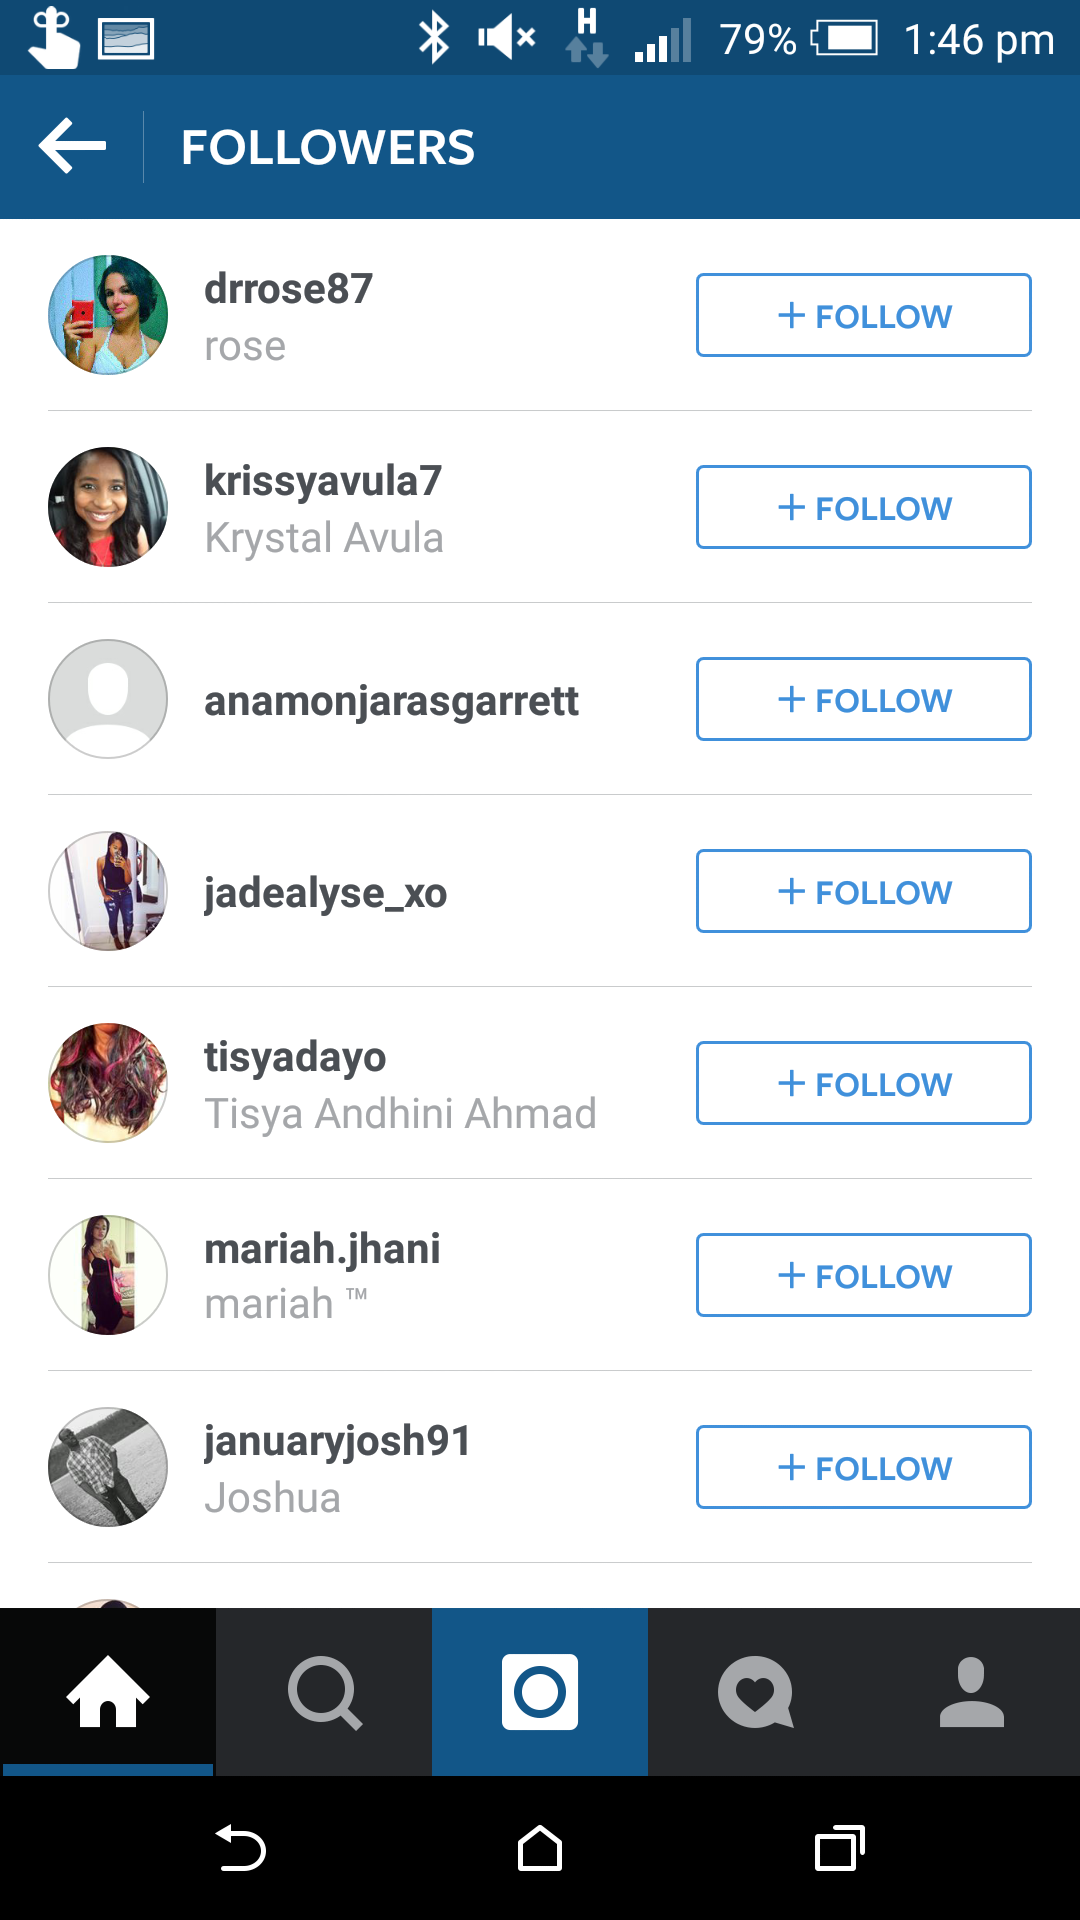 H
79%
1:46 pm
FOLLOWERS
drrose87
rose
+ FOLLOW
krissyavula7
Krystal Avula
+ FOLLOW
anamonjarasgarrett
+ FOLLOW
jadealyse_xo
+ FOLLOW
tisyadayo
Tisya Andhini Ahmad
+ FOLLOW
mariah.jhani
mariah ™
+ FOLLOW
januaryjosh91
Joshua
+ FOLLOW